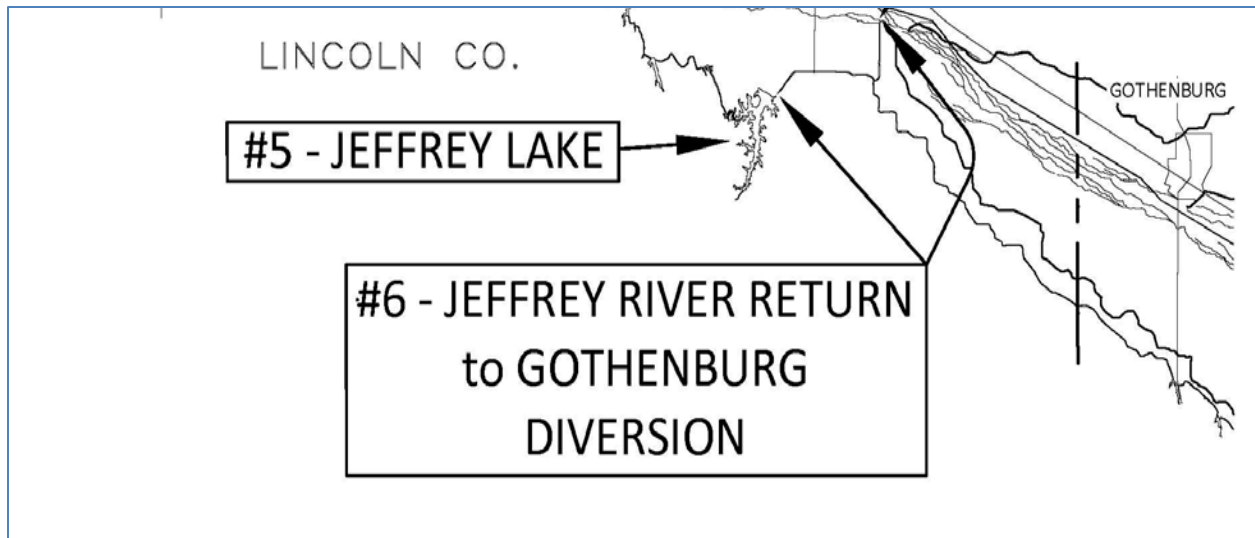 LINCOLN CO.
GOTHENBURG
#5 - JEFFREY LAKE
#6 - JEFFREY RIVER RETURN
to GOTHENBURG
DIVERSION